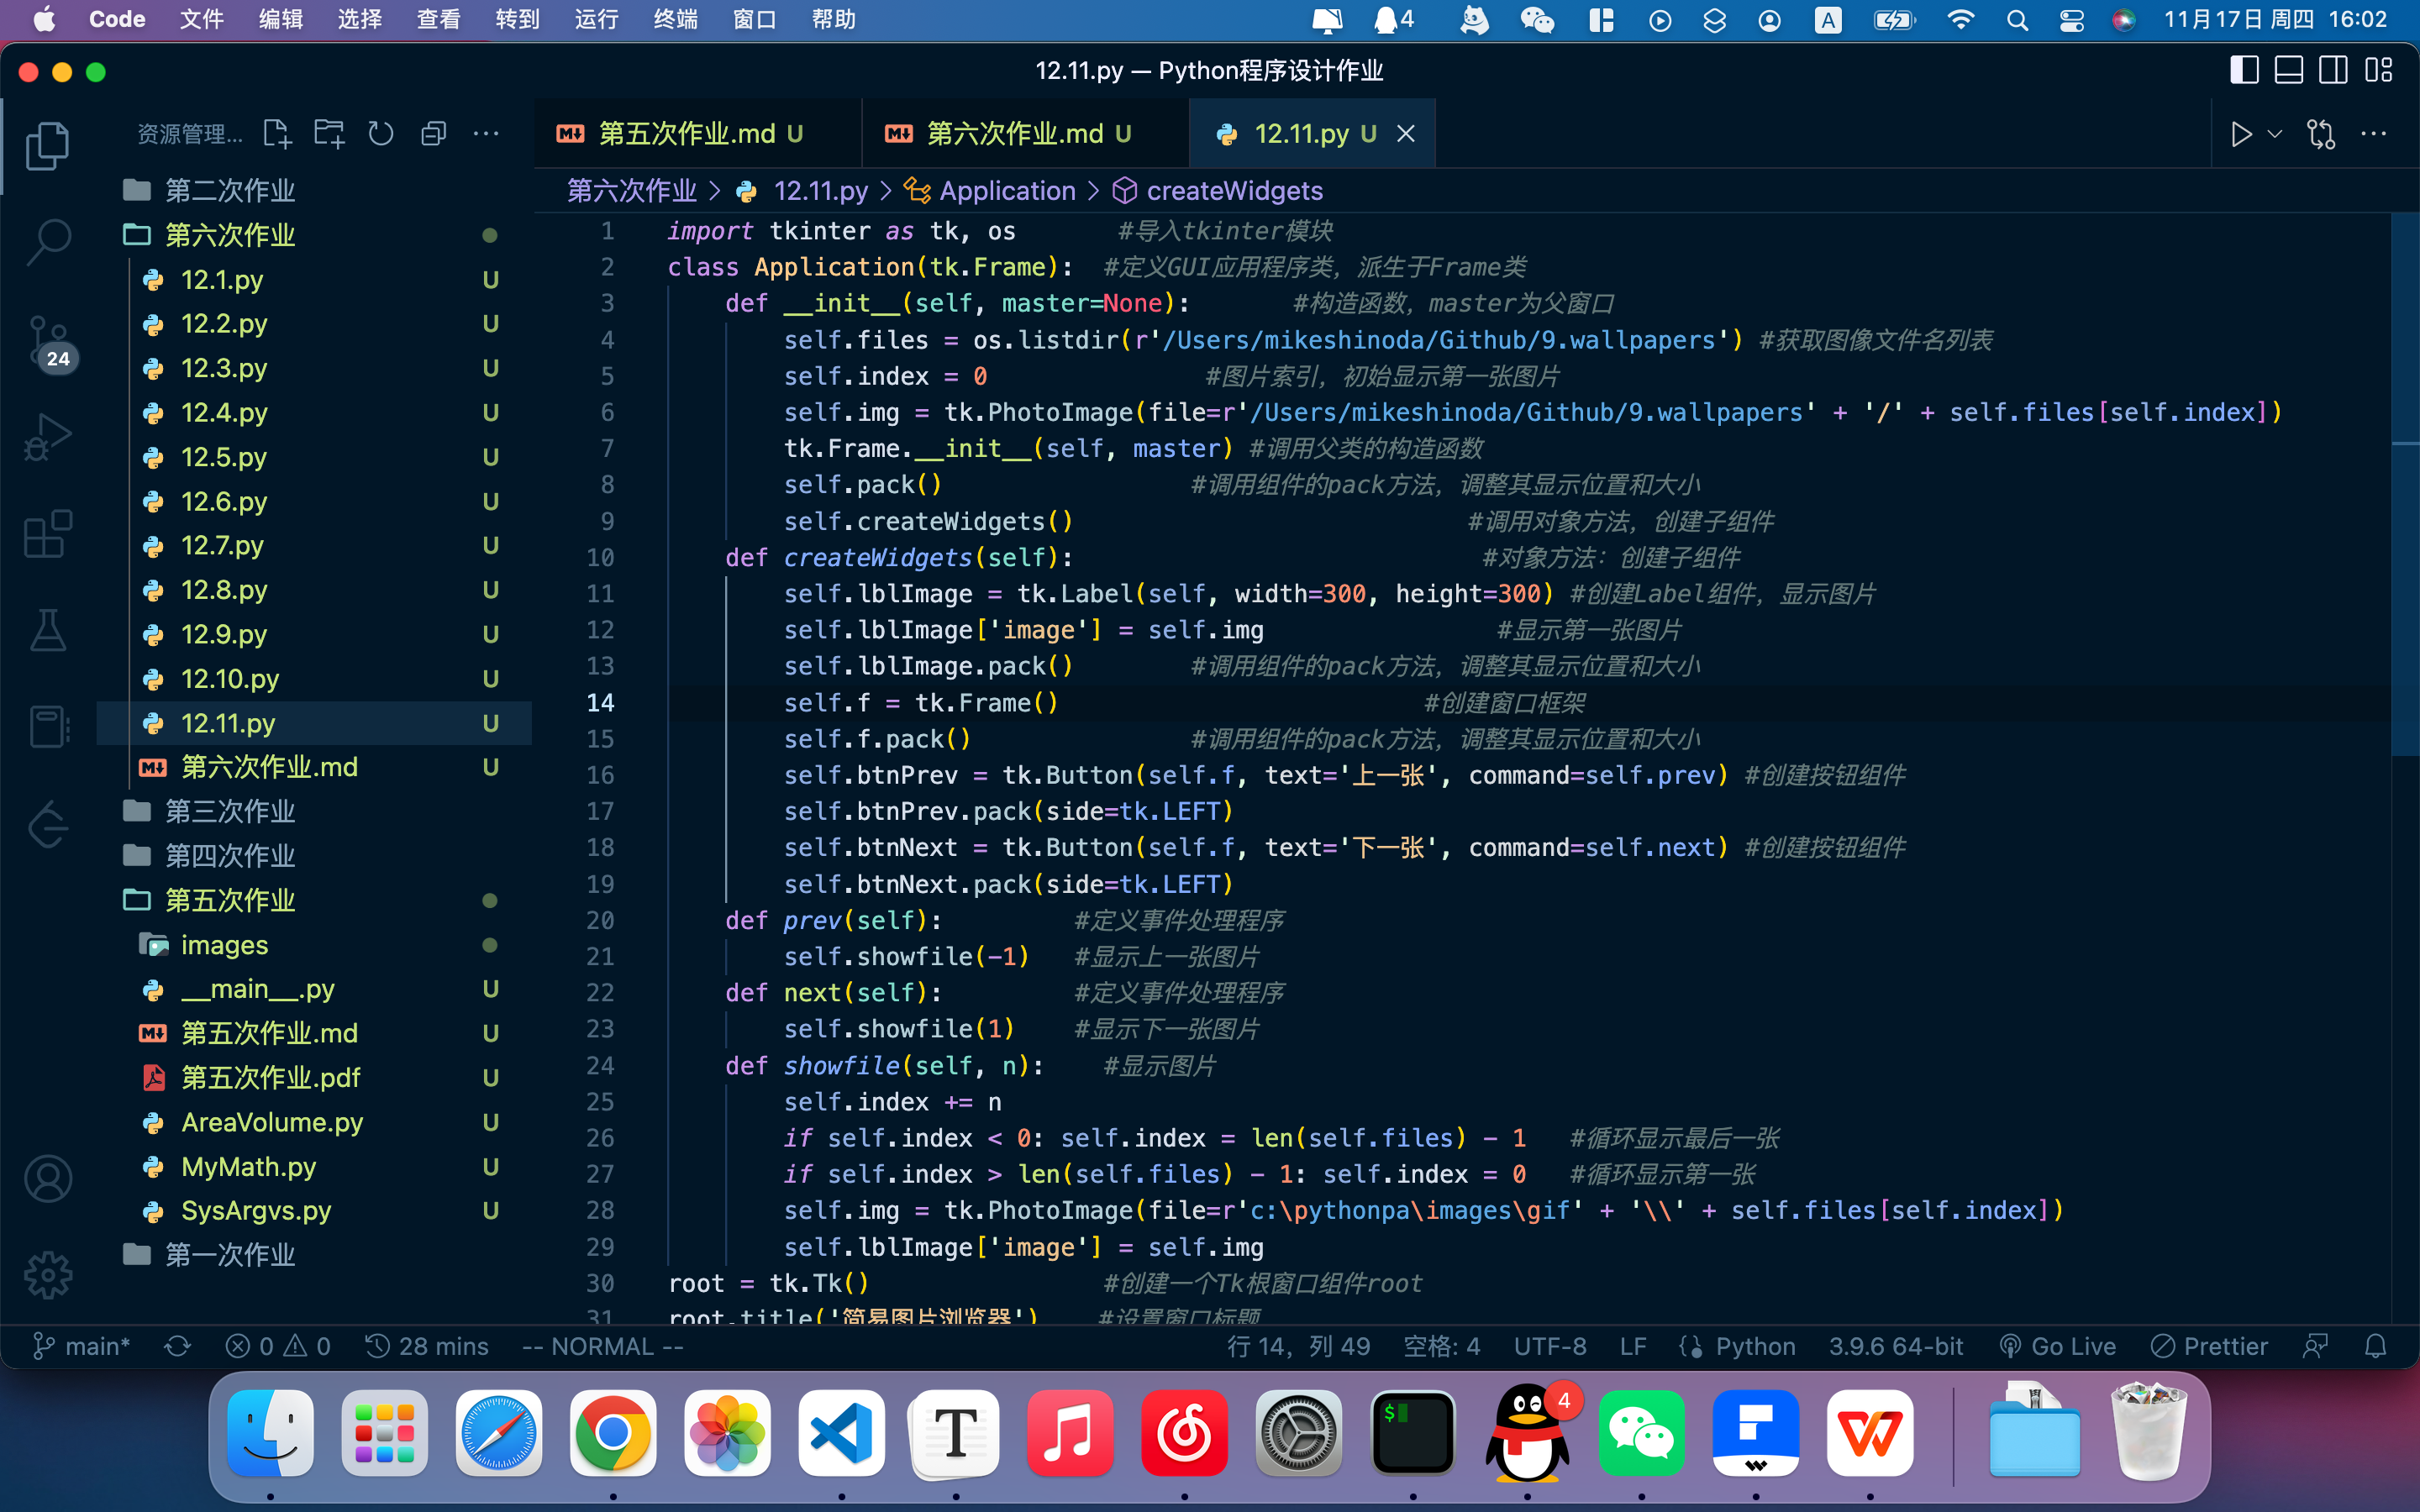 Code 文件 编辑 选择 查看 转到 运行 终端 窗口 帮助 4 A 11月17日 周四 16:02
12.11.py — Python程序设计作业
资源管理...
第二次作业
第六次作业
12.1.py U
12.2.py U
12.3.py U
12.4.py U
12.5.py U
12.6.py U
12.7.py U
12.8.py U
12.9.py U
12.10.py U
12.11.py U
第六次作业.md U
第三次作业
第四次作业
第五次作业
images
__main__.py U
第五次作业.md U
第五次作业.pdf U
AreaVolume.py U
MyMath.py U
SysArgvs.py U
第一次作业
24
第五次作业.md U 第六次作业.md U 12.11.py U
第六次作业 > 12.11.py > Application > createWidgets
1 import tkinter as tk, os #导入tkinter模块
2 class Application(tk.Frame): #定义GUI应用程序类，派生于Frame类
3 def __init__(self, master=None): #构造函数，master为父窗口
4 self.files = os.listdir(r'/Users/mikeshinoda/Github/9.wallpapers') #获取图像文件名列表
5 self.index = 0 #图片索引，初始显示第一张图片
6 self.img = tk.PhotoImage(file=r'/Users/mikeshinoda/Github/9.wallpapers' + '/' + self.files[self.index])
7 tk.Frame.__init__(self, master) #调用父类的构造函数
8 self.pack() #调用组件的pack方法，调整其显示位置和大小
9 self.createWidgets() #调用对象方法，创建子组件
10 def createWidgets(self): #对象方法：创建子组件
11 self.lblImage = tk.Label(self, width=300, height=300) #创建Label组件，显示图片
12 self.lblImage['image'] = self.img #显示第一张图片
13 self.lblImage.pack() #调用组件的pack方法，调整其显示位置和大小
14 self.f = tk.Frame() #创建窗口框架
15 self.f.pack() #调用组件的pack方法，调整其显示位置和大小
16 self.btnPrev = tk.Button(self.f, text='上一张', command=self.prev) #创建按钮组件
17 self.btnPrev.pack(side=tk.LEFT)
18 self.btnNext = tk.Button(self.f, text='下一张', command=self.next) #创建按钮组件
19 self.btnNext.pack(side=tk.LEFT)
20 def prev(self): #定义事件处理程序
21 self.showfile(-1) #显示上一张图片
22 def next(self): #定义事件处理程序
23 self.showfile(1) #显示下一张图片
24 def showfile(self, n): #显示图片
25 self.index += n
26 if self.index < 0: self.index = len(self.files) - 1 #循环显示最后一张
27 if self.index > len(self.files) - 1: self.index = 0 #循环显示第一张
28 self.img = tk.PhotoImage(file=r'c:\pythonpa\images\gif' + '\\' + self.files[self.index])
29 self.lblImage['image'] = self.img
30 root = tk.Tk() #创建一个Tk根窗口组件root
31 root.title('简易图片浏览器') #设置窗口标题
main* 0 0 28 mins -- NORMAL -- 行 14，列 49 空格: 4 UTF-8 LF Python 3.9.6 64-bit Go Live Prettier
T $ 4